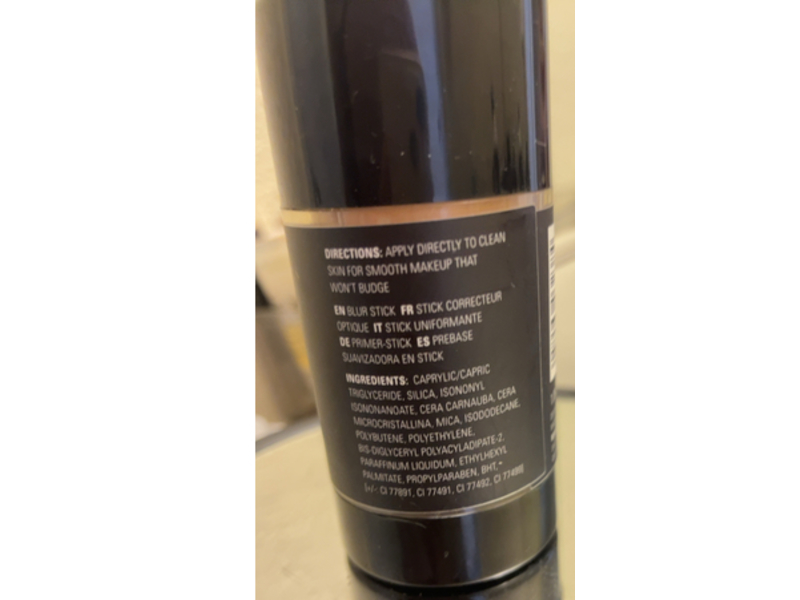 DIRECTIONS: APPLY DIRECTLY TO CLEAN
SKIN FOR SMOOTH MAKEUP THAT
WON'T BUDGE
EN BLUR STICK FR STICK CORRECTEUR
OPTIQUE IT STICK UNIFORMANTE
DE PRIMER-STICK ES PREBASE
SUAVIZADORA EN STICK
INGREDIENTS: CAPRYLIC/CAPRIC
TRIGLYCERIDE, SILICA, ISONONYL
ISONONANOATE, CERA CARNAUBA, CERA
MICROCRISTALLINA, MICA, ISODODECANE,
POLYBUTENE, POLYETHYLENE,
BIS-DIGLYCERYL POLYACYLADIPATE-2,
PARAFFINUM LIQUIDUM, ETHYLHEXYL
PALMITATE, PROPYLPARABEN, BHT, •
[+/-: CI 77891, CI 77491, CI 77492, CI 77499]